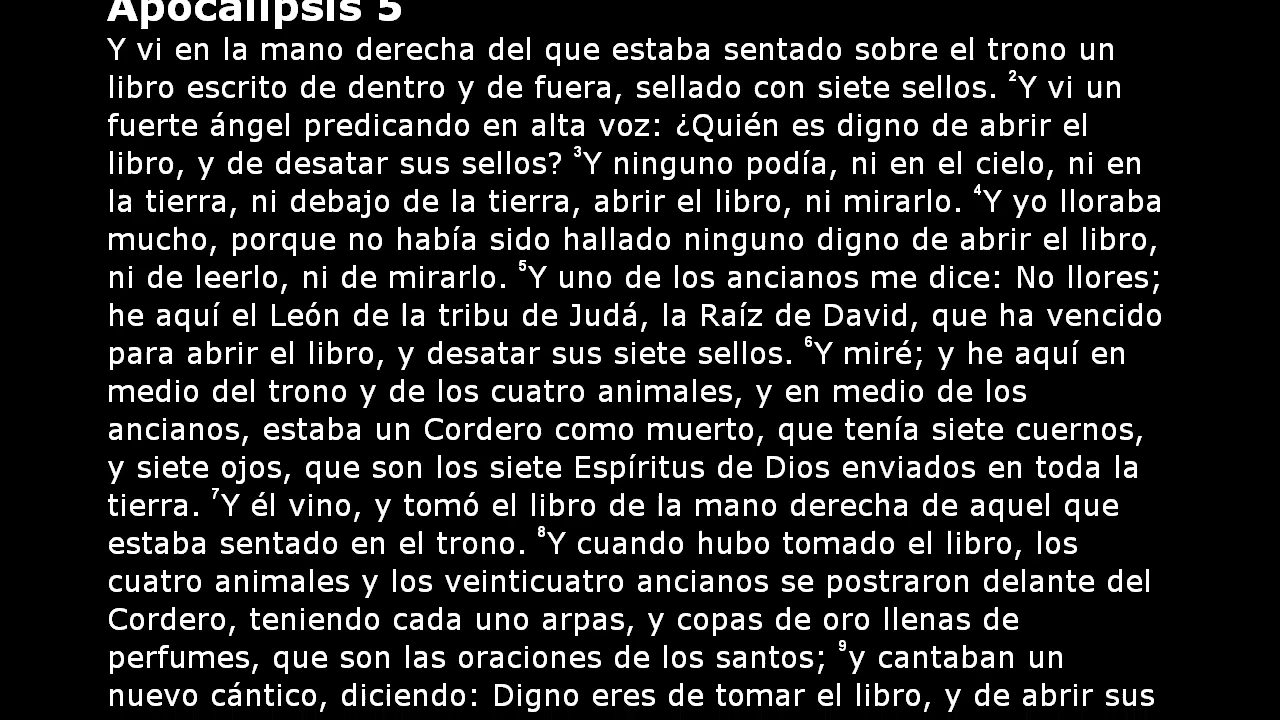 Apocalipsis 5
Y vi en la mano derecha del que estaba sentado sobre el trono un
libro escrito de dentro y de fuera, sellado con siete sellos. ²Y vi un
fuerte ángel predicando en alta voz: ¿Quién es digno de abrir el
libro, y de desatar sus sellos? ³Y ninguno podía, ni en el cielo, ni en
la tierra, ni debajo de la tierra, abrir el libro, ni mirarlo. ⁴Y yo lloraba
mucho, porque no había sido hallado ninguno digno de abrir el libro,
ni de leerlo, ni de mirarlo. ⁵Y uno de los ancianos me dice: No llores;
he aquí el León de la tribu de Judá, la Raíz de David, que ha vencido
para abrir el libro, y desatar sus siete sellos. ⁶Y miré; y he aquí en
medio del trono y de los cuatro animales, y en medio de los
ancianos, estaba un Cordero como muerto, que tenía siete cuernos,
y siete ojos, que son los siete Espíritus de Dios enviados en toda la
tierra. ⁷Y él vino, y tomó el libro de la mano derecha de aquel que
estaba sentado en el trono. ⁸Y cuando hubo tomado el libro, los
cuatro animales y los veinticuatro ancianos se postraron delante del
Cordero, teniendo cada uno arpas, y copas de oro llenas de
perfumes, que son las oraciones de los santos; ⁹y cantaban un
nuevo cántico, diciendo: Digno eres de tomar el libro, y de abrir sus